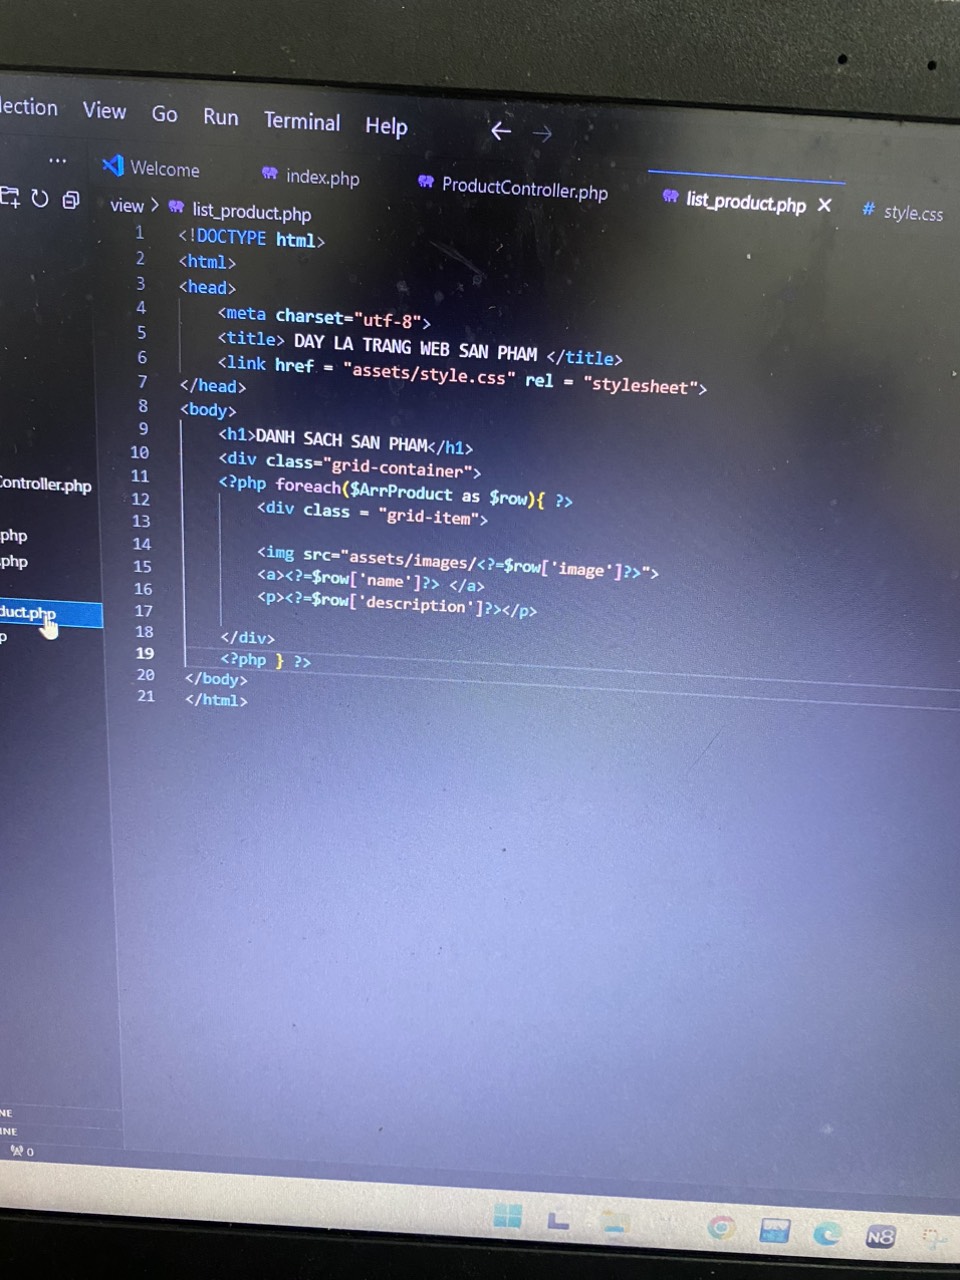 lection View Go Run Terminal Help ← →
··· Welcome index.php ProductController.php list_product.php × # style.css
view > list_product.php
1 <!DOCTYPE html>
2 <html>
3 <head>
4 <meta charset="utf-8">
5 <title> DAY LA TRANG WEB SAN PHAM </title>
6 <link href = "assets/style.css" rel = "stylesheet">
7 </head>
8 <body>
9 <h1>DANH SACH SAN PHAM</h1>
10 <div class="grid-container">
11 <?php foreach($ArrProduct as $row){ ?>
12 <div class = "grid-item">
13
14 <img src="assets/images/<?=$row['image']?>">
15 <a><?=$row['name']?> </a>
16 <p><?=$row['description']?></p>
17
18 </div>
19 <?php } ?>
20 </body>
21 </html>
Controller.php
php
php
duct.php
p
NE
INE
0
N8